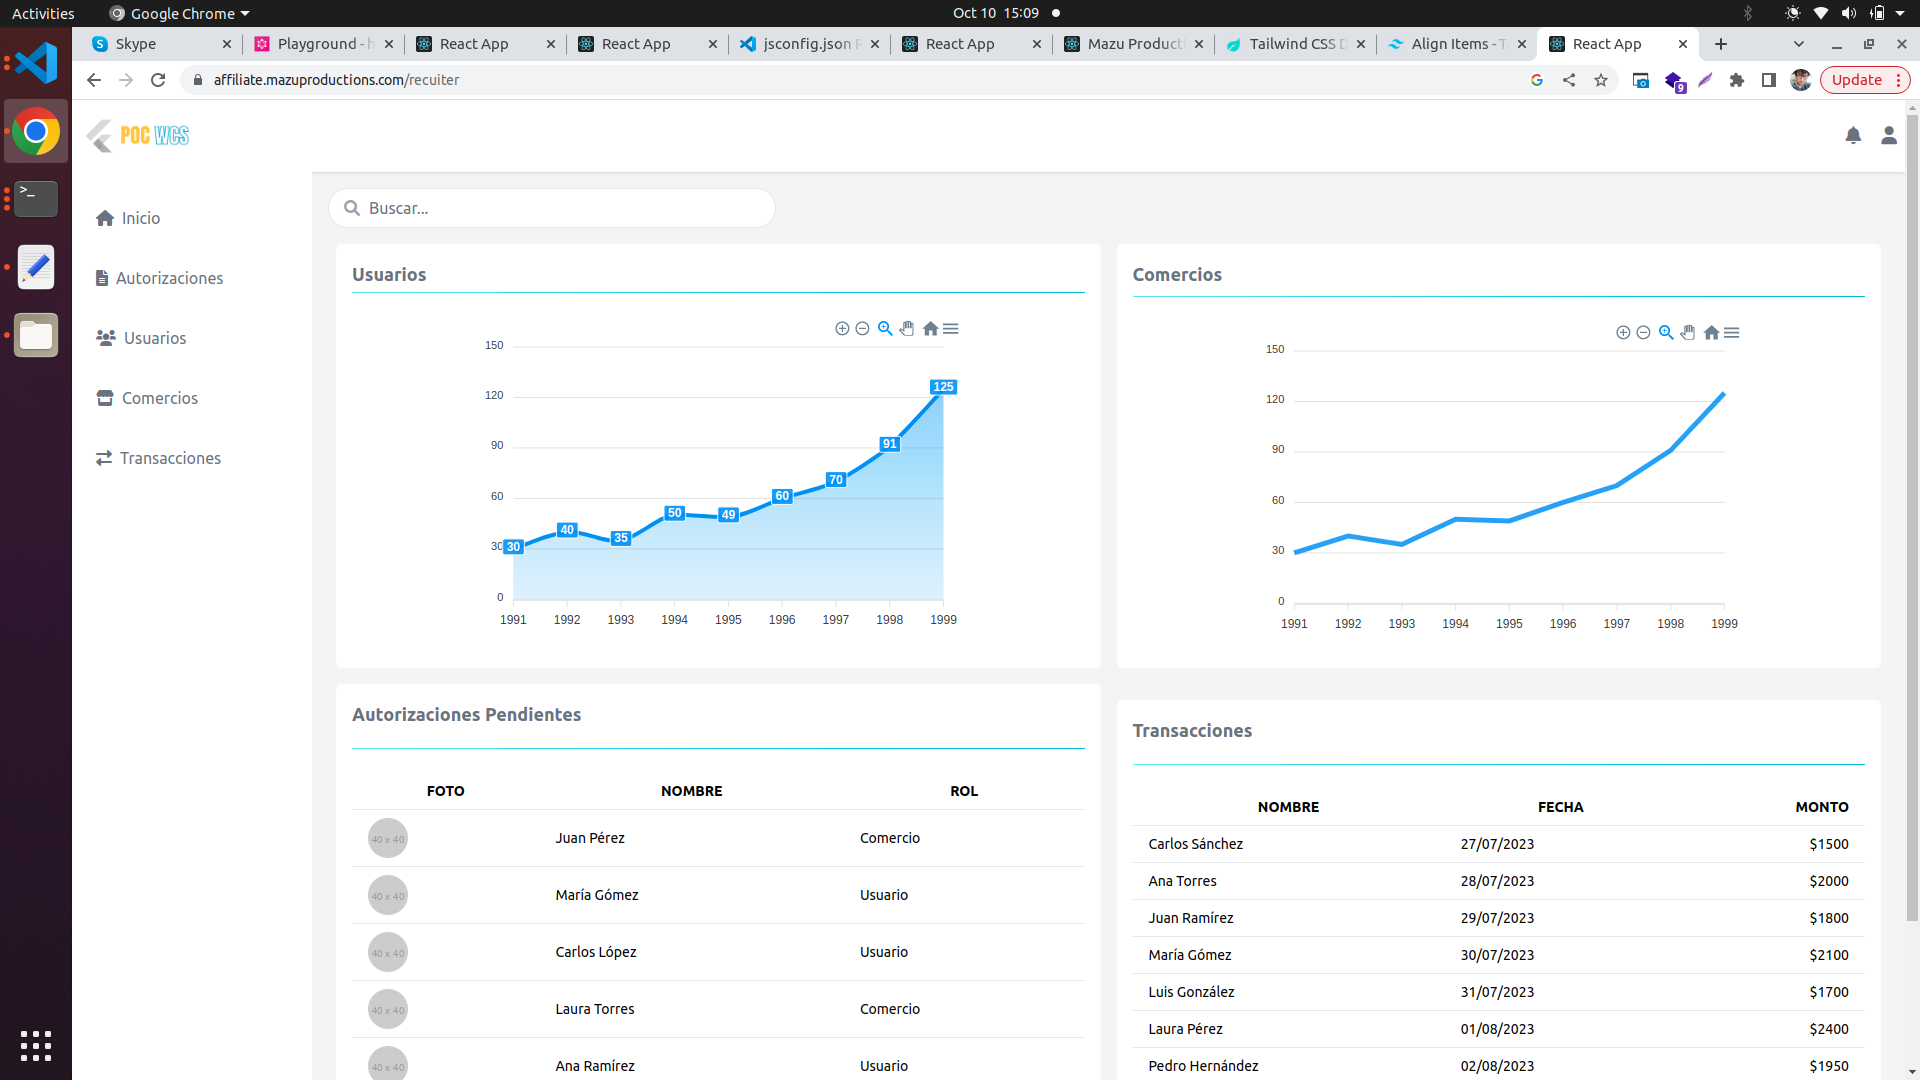 Activities
Google Chrome
Oct 10 15:09
Skype
Playground - h
React App
React App
jsconfig.json
React App
Mazu Producti
Tailwind CSS D
Align Items - T
React App
affiliate.mazuproductions.com/recuiter
9
Update
POC WCS
Inicio
Autorizaciones
Usuarios
Comercios
Transacciones
Buscar...
Usuarios
150
120
90
60
30
0
30
40
35
50
49
60
70
91
125
1991 1992 1993 1994 1995 1996 1997 1998 1999
Comercios
150
120
90
60
30
0
1991 1992 1993 1994 1995 1996 1997 1998 1999
Autorizaciones Pendientes
FOTO NOMBRE ROL
40 x 40 Juan Pérez Comercio
40 x 40 María Gómez Usuario
40 x 40 Carlos López Usuario
40 x 40 Laura Torres Comercio
40 x 40 Ana Ramírez Usuario
Transacciones
NOMBRE FECHA MONTO
Carlos Sánchez 27/07/2023 $1500
Ana Torres 28/07/2023 $2000
Juan Ramírez 29/07/2023 $1800
María Gómez 30/07/2023 $2100
Luis González 31/07/2023 $1700
Laura Pérez 01/08/2023 $2400
Pedro Hernández 02/08/2023 $1950